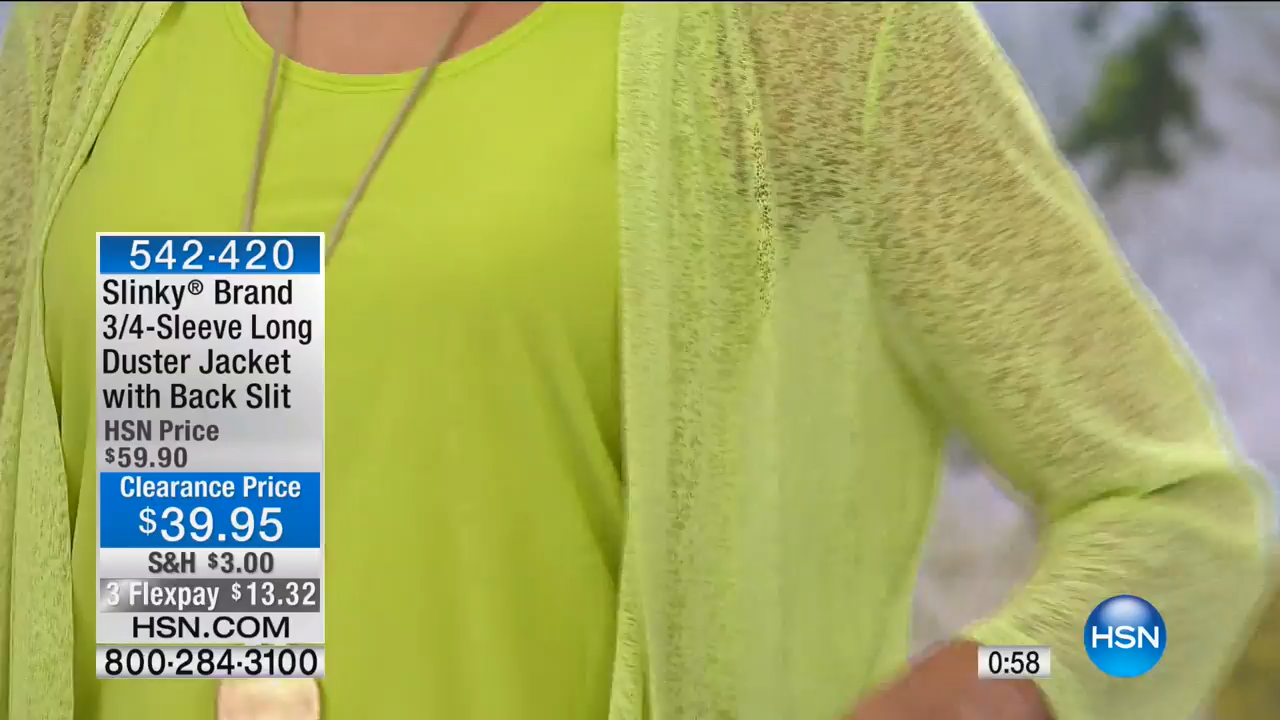 542·420
Slinky® Brand
3/4-Sleeve Long
Duster Jacket
with Back Slit
HSN Price
$59.90
Clearance Price
$39.95
S&H $3.00
3 Flexpay $13.32
HSN.COM
800·284·3100
0:58
HSN